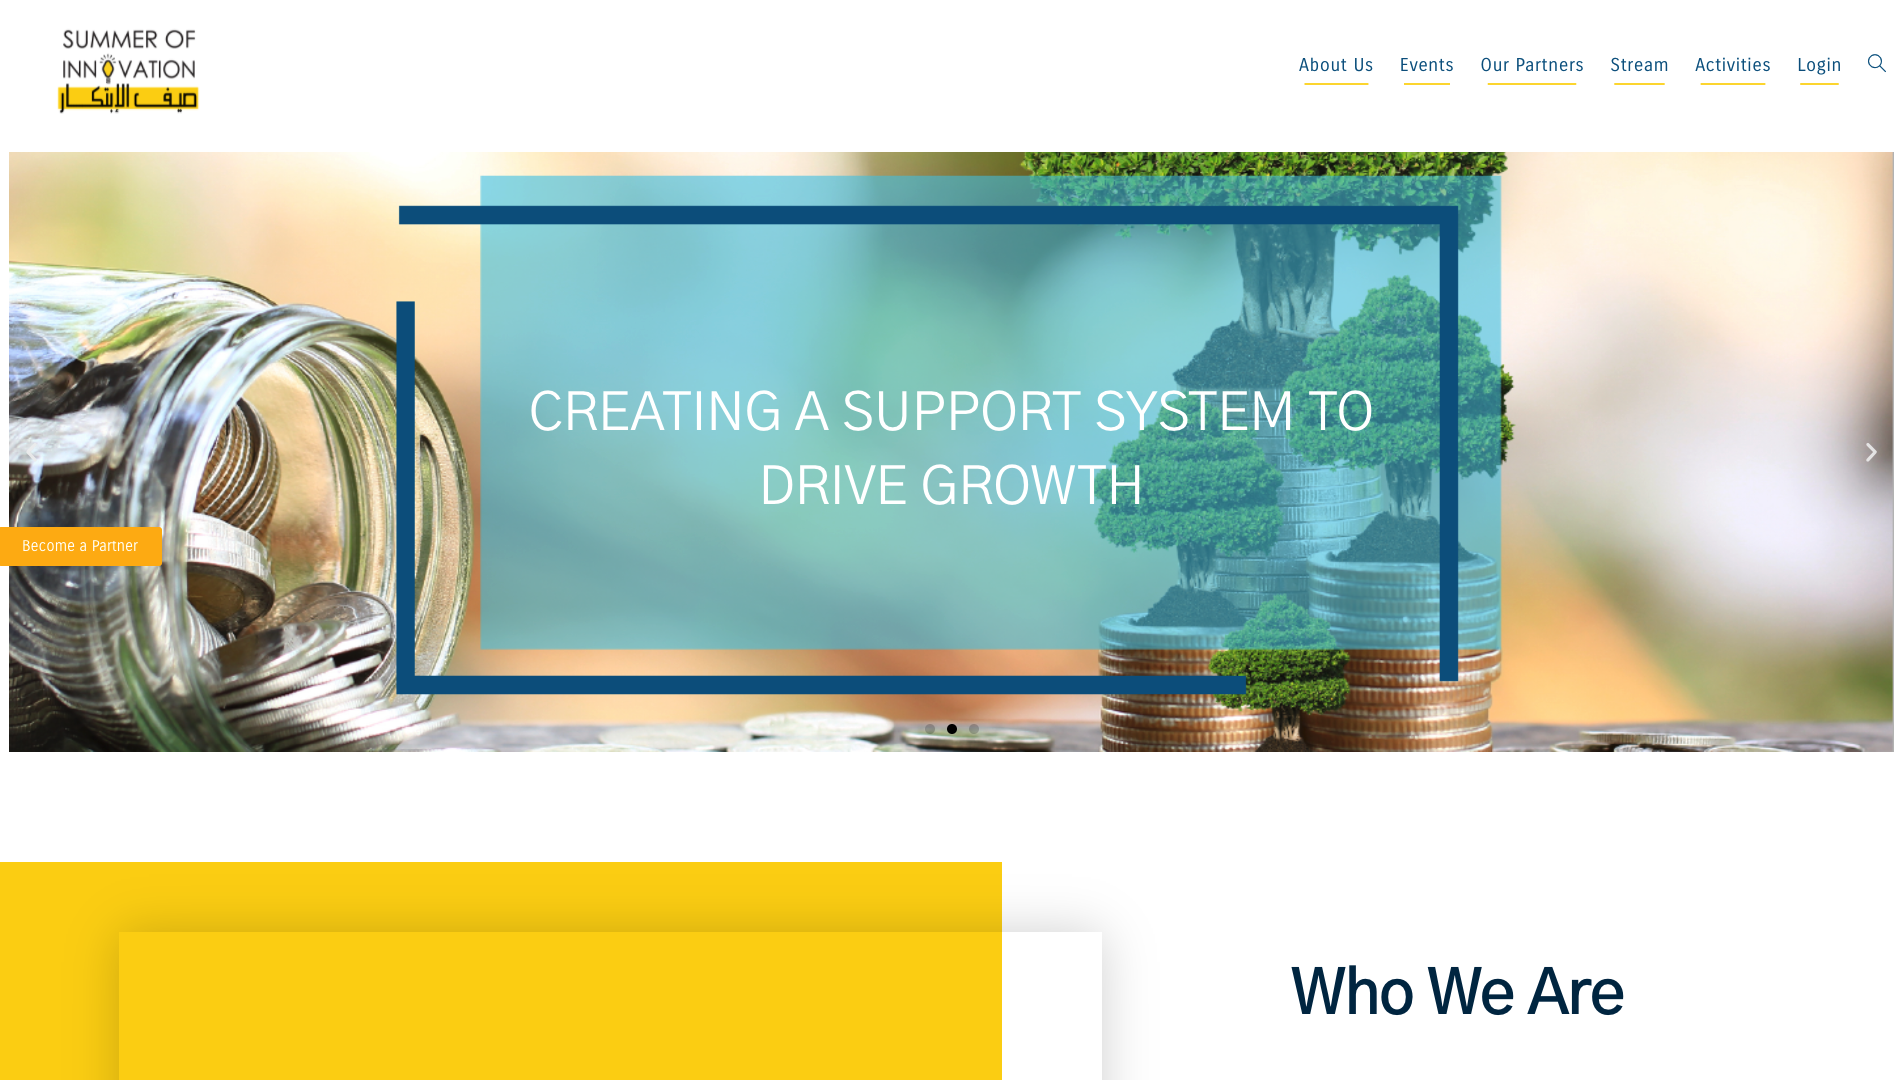 SUMMER OF
INNOVATION
صيف الإبتكار
About Us
Events
Our Partners
Stream
Activities
Login
CREATING A SUPPORT SYSTEM TO
DRIVE GROWTH
Become a Partner
Who We Are